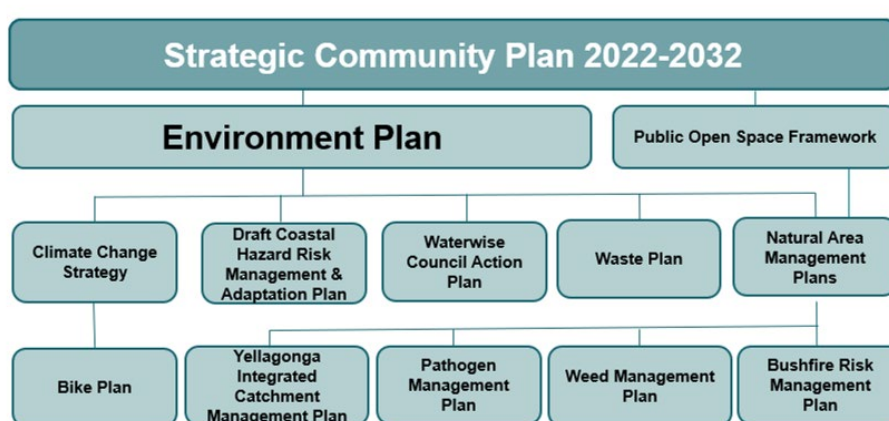 Strategic Community Plan 2022-2032
Environment Plan
Public Open Space Framework
Climate Change
Strategy
Draft Coastal
Hazard Risk
Management &
Adaptation Plan
Waterwise
Council Action
Plan
Waste Plan
Natural Area
Management
Plans
Bike Plan
Yellagonga
Integrated
Catchment
Management Plan
Pathogen
Management
Plan
Weed Management
Plan
Bushfire Risk
Management
Plan